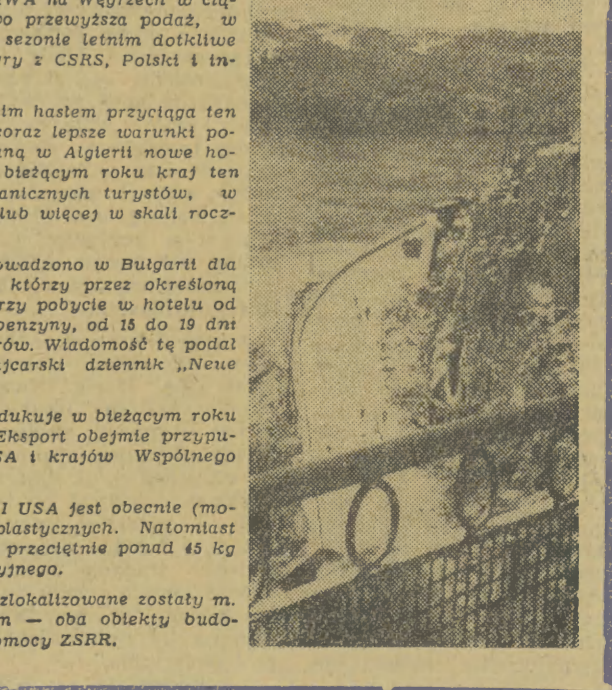 RWA na Węgrzech w cią-
wo przewyższa podaż, w
sezonie letnim dotkliwe
ry z CSRS, Polski i in-
im hasłem przyciąga ten
coraz lepsze warunki po-
ną w Algierii nowe ho-
bieżącym roku kraj ten
anicznych turystów, w
lub więcej w skali rocz-
wadzono w Bułgarii dla
którzy przez określoną
rzy pobycie w hotelu od
benzyny, od 15 do 19 dni
rów. Wiadomość tę podał
jcarski dziennik „Neue
dukuje w bieżącym roku
Eksport obejmie przypu-
SA i krajów Wspólnego
I USA jest obecnie (mo-
plastycznych. Natomiast
przeciętnie ponad 45 kg
yjnego.
zlokalizowane zostały m.
m — oba obiekty budo-
omocy ZSRR.